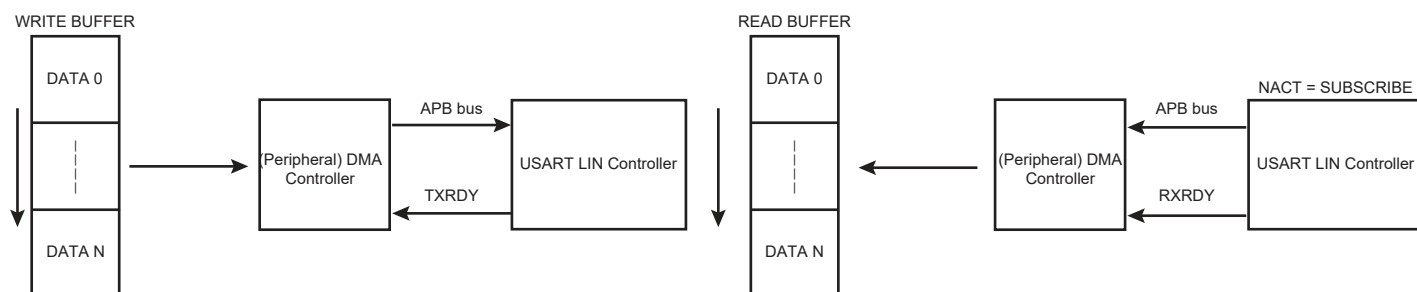 WRITE BUFFER
DATA 0
DATA N
(Peripheral) DMA
Controller
APB bus
TXRDY
USART LIN Controller
READ BUFFER
DATA 0
DATA N
(Peripheral) DMA
Controller
APB bus
RXRDY
NACT = SUBSCRIBE
USART LIN Controller